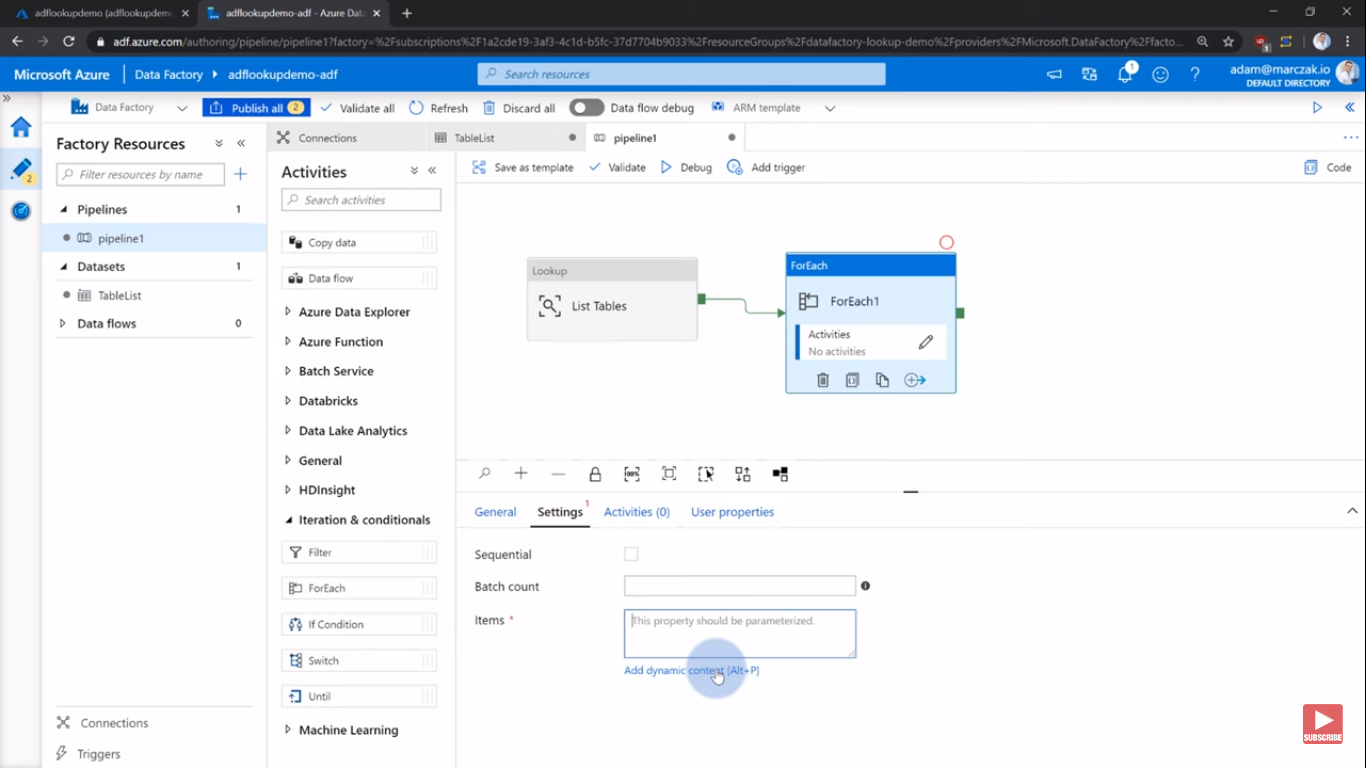 adflookupdemo (adflookupdem
adflookupdemo-adf - Azure Dat
adf.azure.com/authoring/pipeline/pipeline1?factory=%2Fsubscriptions%2F1a2cde19-3af3-4c1d-b5fc-37d7704b9033%2FresourceGroups%2Fdatafactory-lookup-demo%2Fproviders%2FMicrosoft.DataFactory%2Ffacto...
Microsoft Azure
Data Factory
adflookupdemo-adf
Search resources
1
adam@marczak.io
DEFAULT DIRECTORY
Data Factory
Publish all 2
Validate all
Refresh
Discard all
Data flow debug
ARM template
2
Factory Resources
Filter resources by name
Pipelines 1
pipeline1
Datasets 1
TableList
Data flows 0
Connections
Triggers
Connections
TableList
pipeline1
Activities
Search activities
Copy data
Data flow
Azure Data Explorer
Azure Function
Batch Service
Databricks
Data Lake Analytics
General
HDInsight
Iteration & conditionals
Filter
ForEach
If Condition
Switch
Until
Machine Learning
Save as template
Validate
Debug
Add trigger
Code
Lookup
List Tables
ForEach
ForEach1
Activities
No activities
100%
General
Settings 1
Activities (0)
User properties
Sequential
Batch count
Items *
This property should be parameterized.
Add dynamic content [Alt+P]
SUBSCRIBE